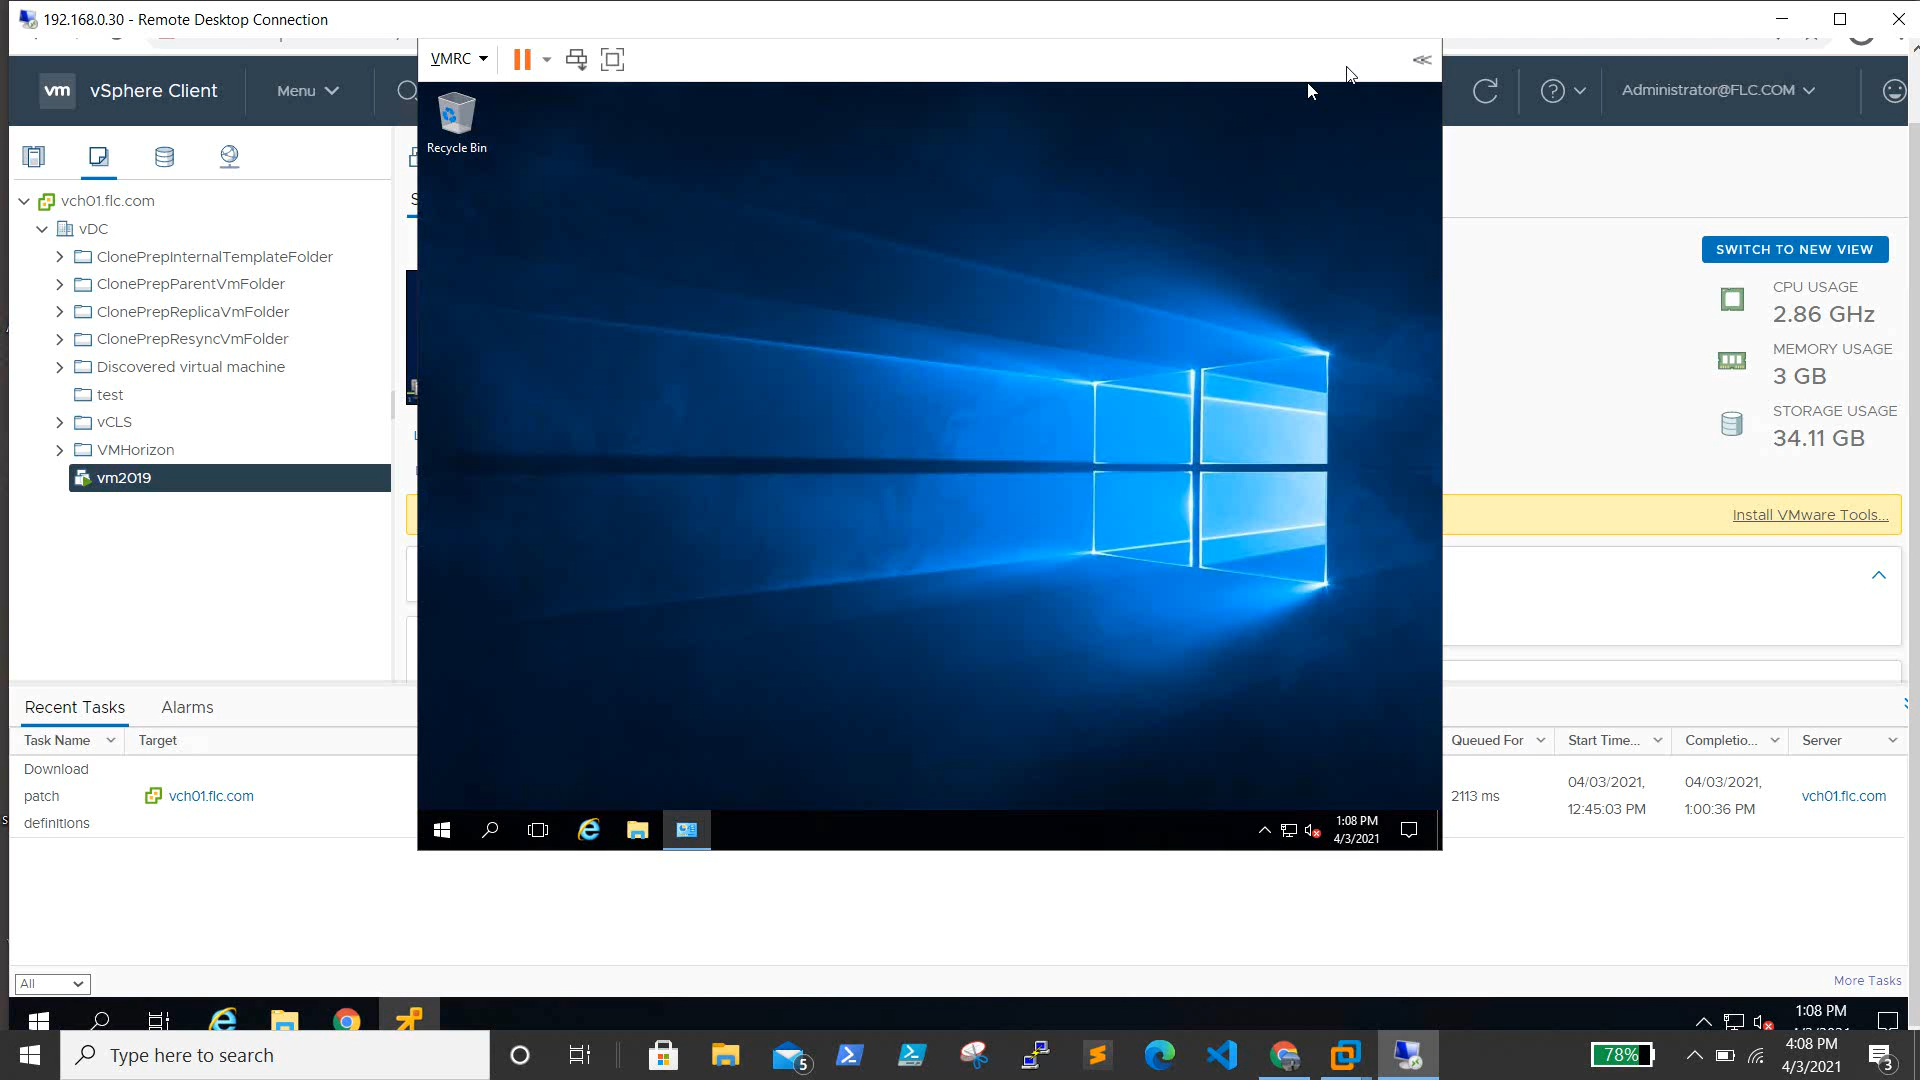 192.168.0.30 - Remote Desktop Connection
VMRC
vm vSphere Client
Menu
Administrator@FLC.COM
Recycle Bin
vch01.flc.com
vDC
ClonePrepInternalTemplateFolder
ClonePrepParentVmFolder
ClonePrepReplicaVmFolder
ClonePrepResyncVmFolder
Discovered virtual machine
test
vCLS
VMHorizon
vm2019
SWITCH TO NEW VIEW
CPU USAGE
2.86 GHz
MEMORY USAGE
3 GB
STORAGE USAGE
34.11 GB
Install VMware Tools...
Recent Tasks Alarms
Task Name Target Queued For Start Time... Completio... Server
Download
patch
definitions
vch01.flc.com
2113 ms
04/03/2021,
12:45:03 PM
04/03/2021,
1:00:36 PM
vch01.flc.com
1:08 PM
4/3/2021
All
More Tasks
1:08 PM
Type here to search
5
78%
4:08 PM
4/3/2021
3